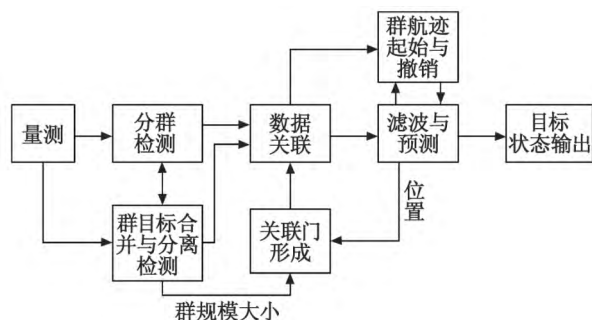 群航迹
起始与
撤销
量测
分群
检测
数据
关联
滤波与
预测
目标
状态输出
位置
群目标合
并与分离
检测
关联门
形成
群规模大小